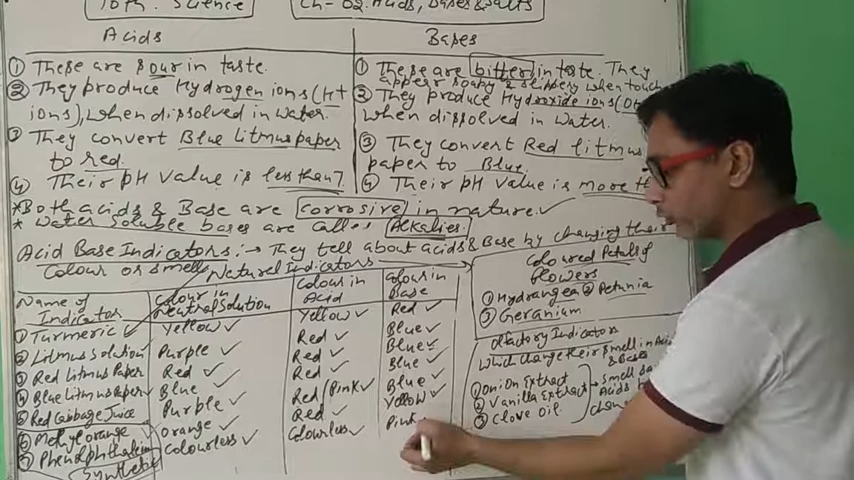 10th. Science
Ch-02. Acids, Bases & Salts
Acids
① These are sour in taste.
② They produce Hydrogen ions (H+
ions), when dissolved in water.
③ They convert Blue litmus paper
to red.
④ Their pH value is less than 7.
Bases
① These are bitter in taste. They
appear soapy & slippery when touch
② They produce Hydroxide ions (OH
when dissolved in water.
③ They convert Red litmus
paper to Blue.
④ Their pH value is more th
* Both acids & Base are corrosive in nature.
* Water soluble bases are called Alkalies.
Acid Base Indicators :→ They tell about acids & Base by changing their
Colour or smell
Natural Indicators
Name of Indicator | Colour in Neutral Solution | Colour in Acid | Colour in Base
① Turmeric | Yellow | Yellow | Red
② Litmus Solution | Purple | Red | Blue
③ Red Litmus Paper | Red | Red | Blue
④ Blue Litmus Paper | Blue | Red | Blue
⑤ Red Cabbage Juice | Purple | Red / Pink | Blue
⑥ Methyl orange | Orange | Red | Yellow
⑦ Phenolphthalein | Colourless | Colourless | Pink
Synthetic
Coloured Petals of
flowers
① Hydrangea ② Petunia
③ Geranium
Olfactory Indicators
Which change their smell in Acid
& Bases
① Onion Extract
② Vanilla Extract
③ Clove Oil
Smell
Acids